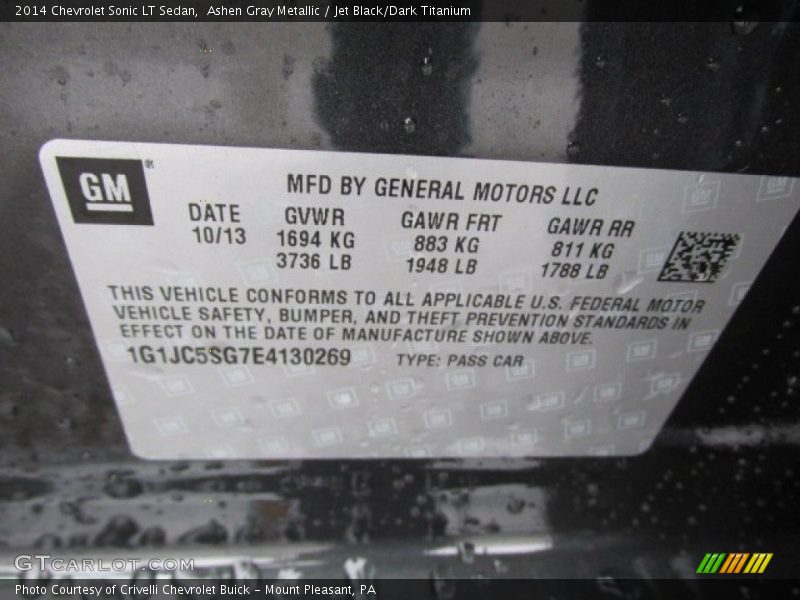 2014 Chevrolet Sonic LT Sedan, Ashen Gray Metallic / Jet Black/Dark Titanium
GM®
MFD BY GENERAL MOTORS LLC
DATE GVWR GAWR FRT GAWR RR
10/13 1694 KG 883 KG 811 KG
3736 LB 1948 LB 1788 LB
THIS VEHICLE CONFORMS TO ALL APPLICABLE U.S. FEDERAL MOTOR
VEHICLE SAFETY, BUMPER, AND THEFT PREVENTION STANDARDS IN
EFFECT ON THE DATE OF MANUFACTURE SHOWN ABOVE.
1G1JC5SG7E4130269 TYPE: PASS CAR
GTCarLot.com
Photo Courtesy of Crivelli Chevrolet Buick - Mount Pleasant, PA